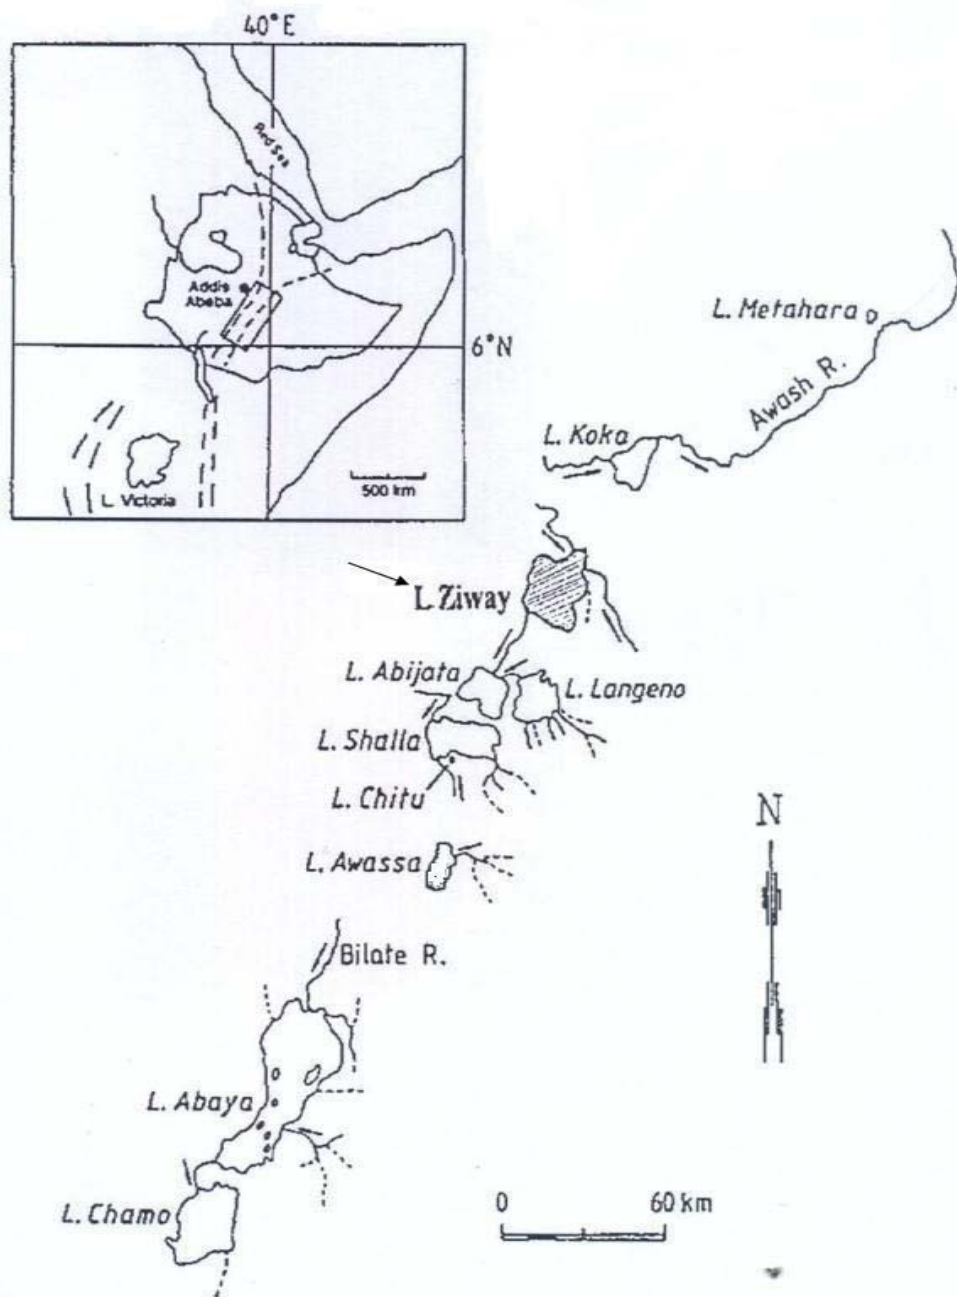 40°E
Red Sea
Addis
Ababa
6°N
L. Victoria
500 km
L. Metahara
Awash R.
L. Koka
L.Ziway
L. Abijata
L. Langeno
L. Shalla
L. Chitu
N
L. Awassa
Bilate R.
L. Abaya
0 60 km
L. Chamo